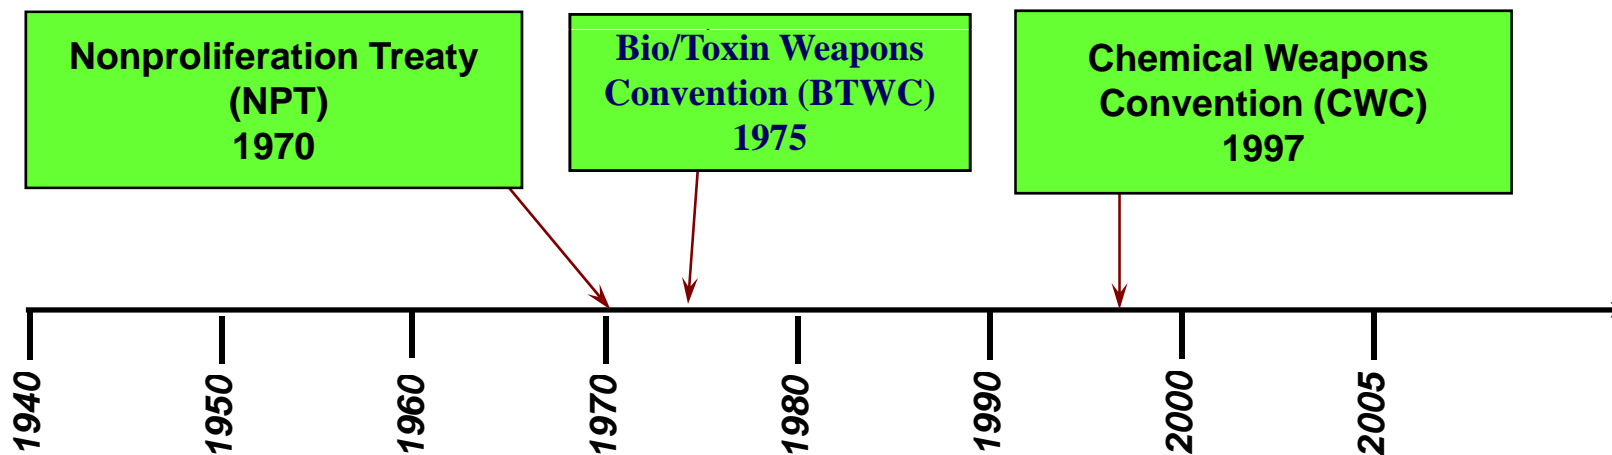 Nonproliferation Treaty
(NPT)
1970
Bio/Toxin Weapons
Convention (BTWC)
1975
Chemical Weapons
Convention (CWC)
1997
1940
1950
1960
1970
1980
1990
2000
2005